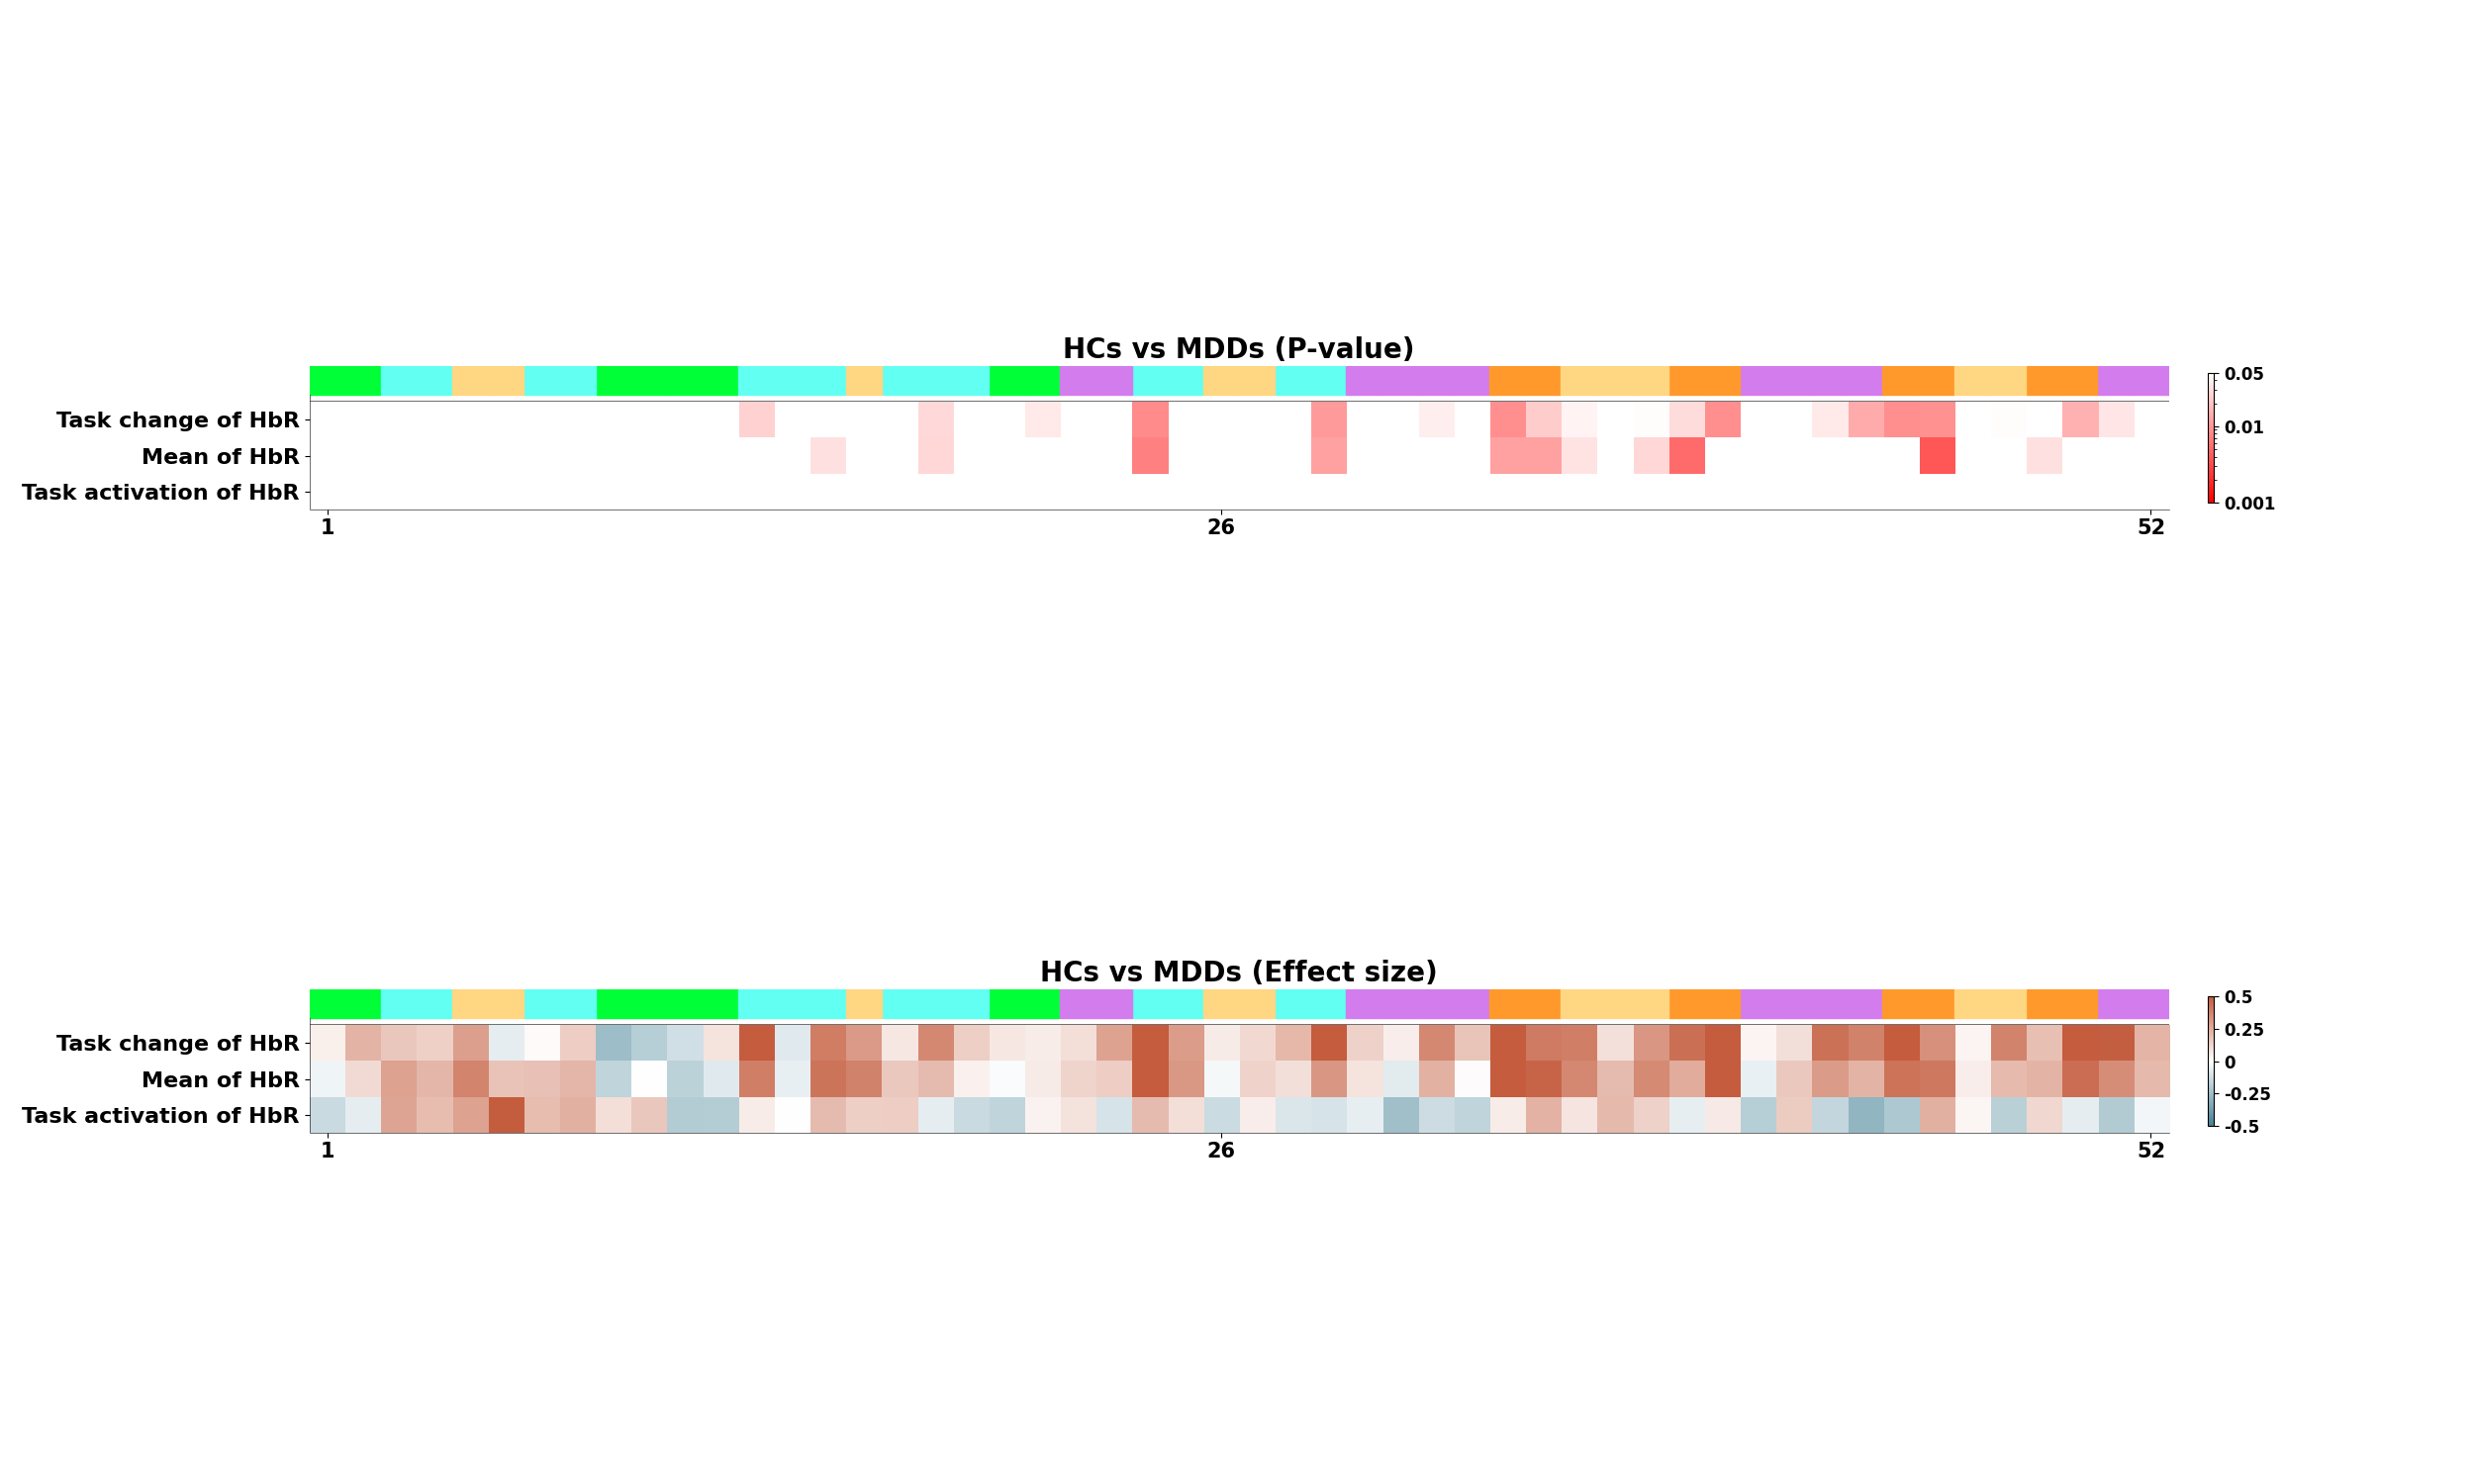 HCs vs MDDs (P-value)
Task change of HbR
Mean of HbR
Task activation of HbR
1 26 52
0.05
0.01
0.001
HCs vs MDDs (Effect size)
Task change of HbR
Mean of HbR
Task activation of HbR
1 26 52
0.5
0.25
0
-0.25
-0.5